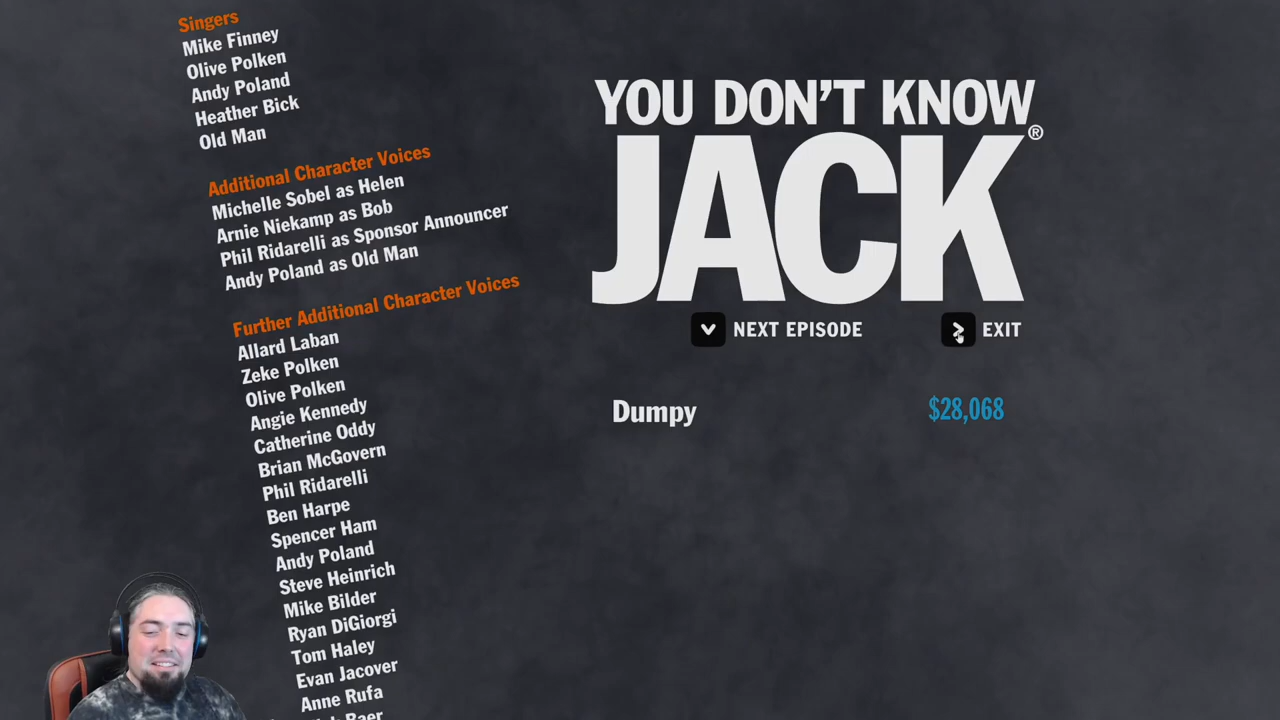 Singers
Mike Finney
Olive Polken
Andy Poland
Heather Bick
Old Man
Additional Character Voices
Michelle Sobel as Helen
Arnie Niekamp as Bob
Phil Ridarelli as Sponsor Announcer
Andy Poland as Old Man
Further Additional Character Voices
Allard Laban
Zeke Polken
Olive Polken
Angie Kennedy
Catherine Oddy
Brian McGovern
Phil Ridarelli
Ben Harpe
Spencer Ham
Andy Poland
Steve Heinrich
Mike Bilder
Ryan DiGiorgi
Tom Haley
Evan Jacover
Anne Rufa
Baer
YOU DON'T KNOW
JACK®
NEXT EPISODE
EXIT
Dumpy $28,068